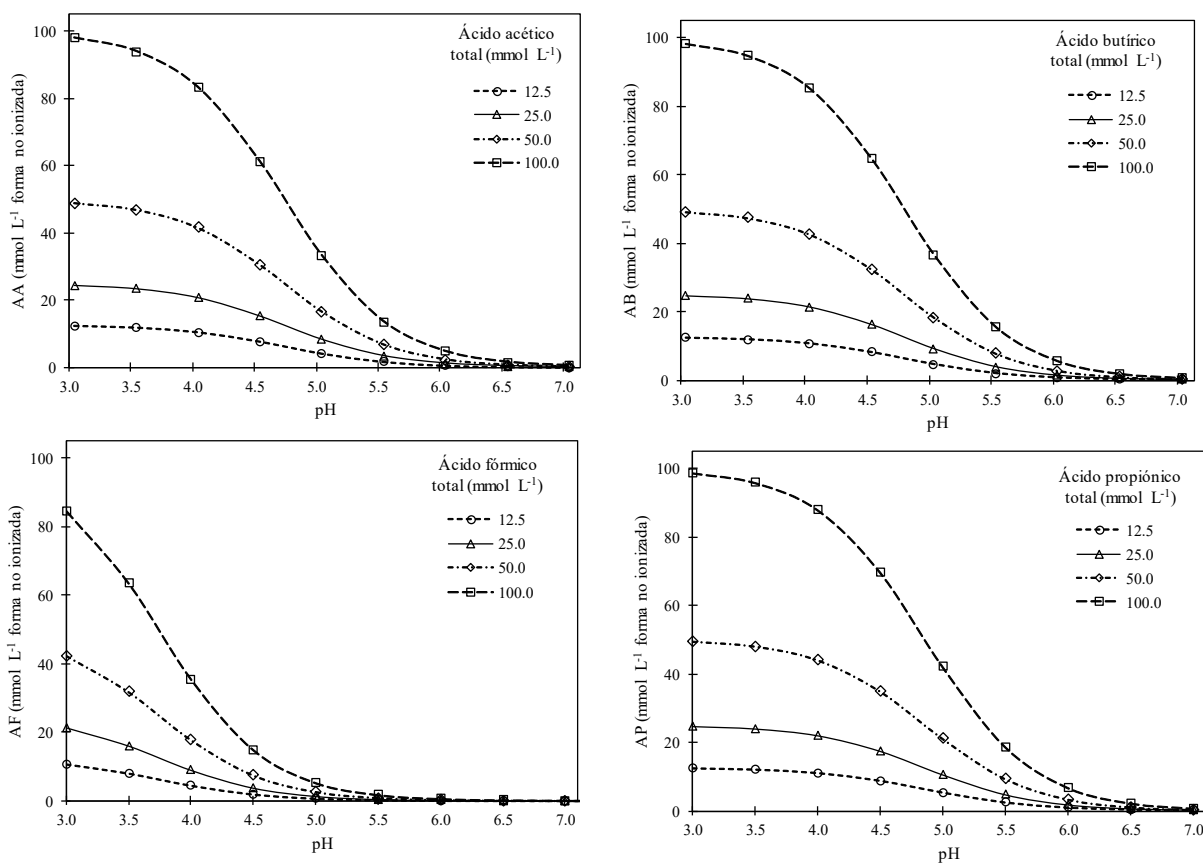 Ácido acético
total (mmol L-1)
12.5
25.0
50.0
100.0
AA (mmol L-1 forma no ionizada)
100
80
60
40
20
0
3.0 3.5 4.0 4.5 5.0 5.5 6.0 6.5 7.0
pH
Ácido butírico
total (mmol L-1)
12.5
25.0
50.0
100.0
AB (mmol L-1 forma no ionizada)
100
80
60
40
20
0
3.0 3.5 4.0 4.5 5.0 5.5 6.0 6.5 7.0
pH
Ácido fórmico
total (mmol L-1)
12.5
25.0
50.0
100.0
AF (mmol L-1 forma no ionizada)
100
80
60
40
20
0
3.0 3.5 4.0 4.5 5.0 5.5 6.0 6.5 7.0
pH
Ácido propiónico
total (mmol L-1)
12.5
25.0
50.0
100.0
AP (mmol L-1 forma no ionizada)
100
80
60
40
20
0
3.0 3.5 4.0 4.5 5.0 5.5 6.0 6.5 7.0
pH